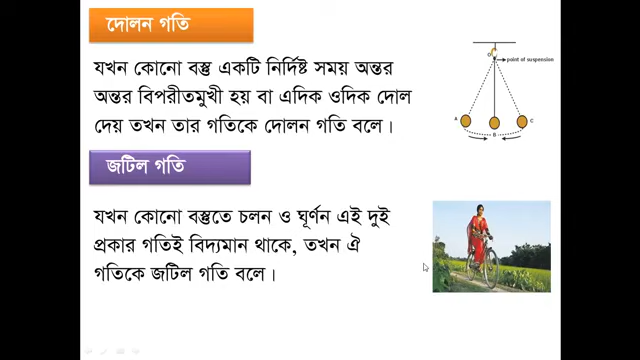 দোলন গতি
যখন কোনো বস্তু একটি নির্দিষ্ট সময় অন্তর
অন্তর বিপরীতমুখী হয় বা এদিক ওদিক দোল
দেয় তখন তার গতিকে দোলন গতি বলে।
O
point of suspension
A
B
C
জটিল গতি
যখন কোনো বস্তুতে চলন ও ঘূর্ণন এই দুই
প্রকার গতিই বিদ্যমান থাকে, তখন ঐ
গতিকে জটিল গতি বলে।